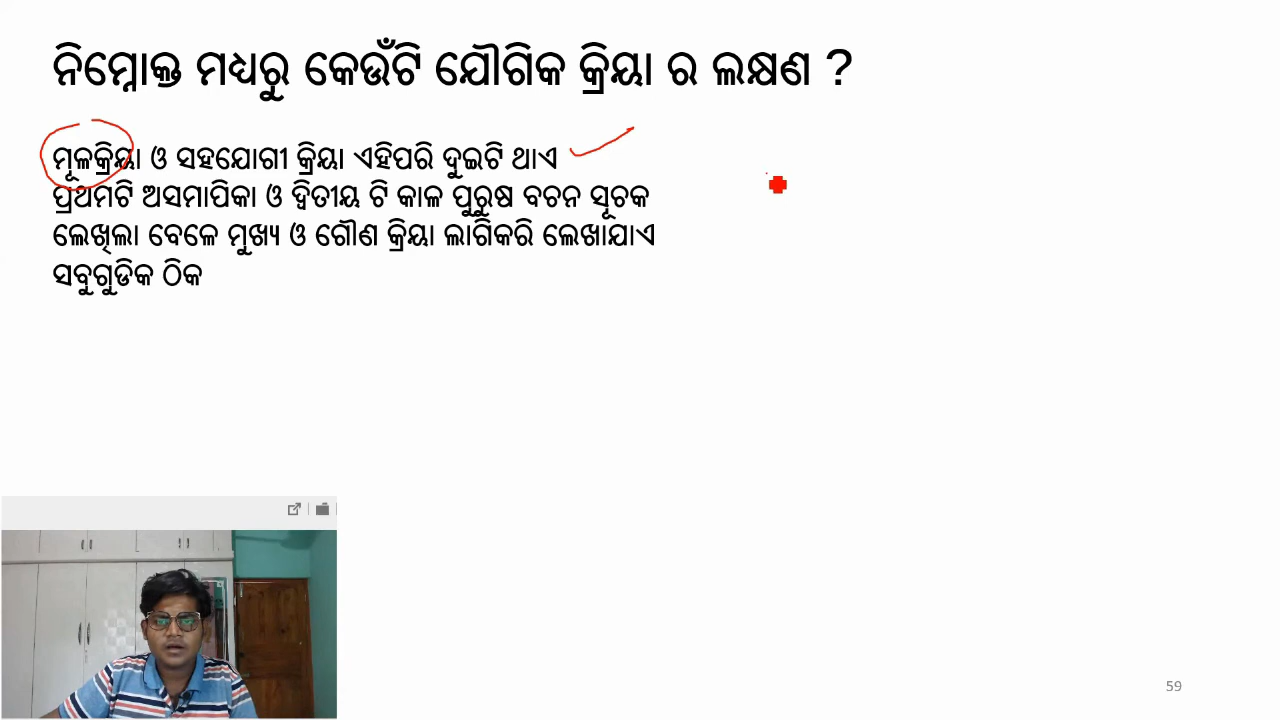 ନିମ୍ନୋକ୍ତ ମଧ୍ୟରୁ କେଉଁଟି ଯୌଗିକ କ୍ରିୟା ର ଲକ୍ଷଣ ?
ମୂଳକ୍ରିୟା ଓ ସହଯୋଗୀ କ୍ରିୟା ଏହିପରି ଦୁଇଟି ଥାଏ
ପ୍ରଥମଟି ଅସମାପିକା ଓ ଦ୍ୱିତୀୟ ଟି କାଳ ପୁରୁଷ ବଚନ ସୂଚକ
ଲେଖିଲା ବେଳେ ମୁଖ୍ୟ ଓ ଗୌଣ କ୍ରିୟା ଲାଗିକରି ଲେଖାଯାଏ
ସବୁଗୁଡିକ ଠିକ
59